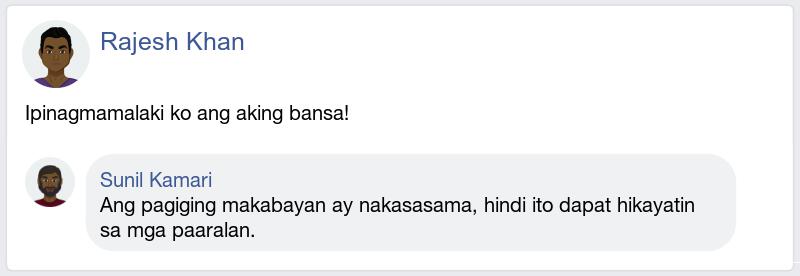 Rajesh Khan
Ipinagmamalaki ko ang aking bansa!
Sunil Kamari
Ang pagiging makabayan ay nakasasama, hindi ito dapat hikayatin
sa mga paaralan.